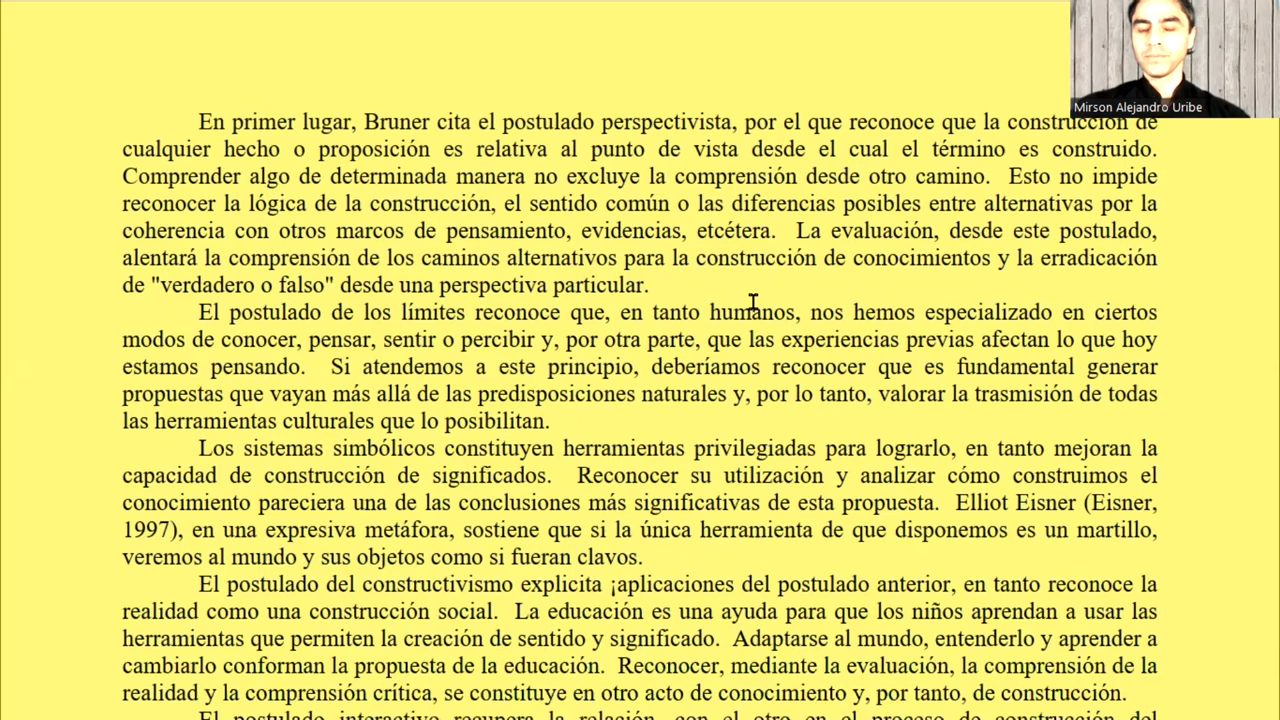 Mirson Alejandro Uribe
En primer lugar, Bruner cita el postulado perspectivista, por el que reconoce que la construcción de
cualquier hecho o proposición es relativa al punto de vista desde el cual el término es construido.
Comprender algo de determinada manera no excluye la comprensión desde otro camino.  Esto no impide
reconocer la lógica de la construcción, el sentido común o las diferencias posibles entre alternativas por la
coherencia con otros marcos de pensamiento, evidencias, etcétera.  La evaluación, desde este postulado,
alentará la comprensión de los caminos alternativos para la construcción de conocimientos y la erradicación
de "verdadero o falso" desde una perspectiva particular.
El postulado de los límites reconoce que, en tanto humanos, nos hemos especializado en ciertos
modos de conocer, pensar, sentir o percibir y, por otra parte, que las experiencias previas afectan lo que hoy
estamos pensando.  Si atendemos a este principio, deberíamos reconocer que es fundamental generar
propuestas que vayan más allá de las predisposiciones naturales y, por lo tanto, valorar la trasmisión de todas
las herramientas culturales que lo posibilitan.
Los sistemas simbólicos constituyen herramientas privilegiadas para lograrlo, en tanto mejoran la
capacidad de construcción de significados.  Reconocer su utilización y analizar cómo construimos el
conocimiento pareciera una de las conclusiones más significativas de esta propuesta.  Elliot Eisner (Eisner,
1997), en una expresiva metáfora, sostiene que si la única herramienta de que disponemos es un martillo,
veremos al mundo y sus objetos como si fueran clavos.
El postulado del constructivismo explicita ¡aplicaciones del postulado anterior, en tanto reconoce la
realidad como una construcción social.  La educación es una ayuda para que los niños aprendan a usar las
herramientas que permiten la creación de sentido y significado.  Adaptarse al mundo, entenderlo y aprender a
cambiarlo conforman la propuesta de la educación.  Reconocer, mediante la evaluación, la comprensión de la
realidad y la comprensión crítica, se constituye en otro acto de conocimiento y, por tanto, de construcción.
El postulado interactivo recupera la relación, con el otro en el proceso de construcción del